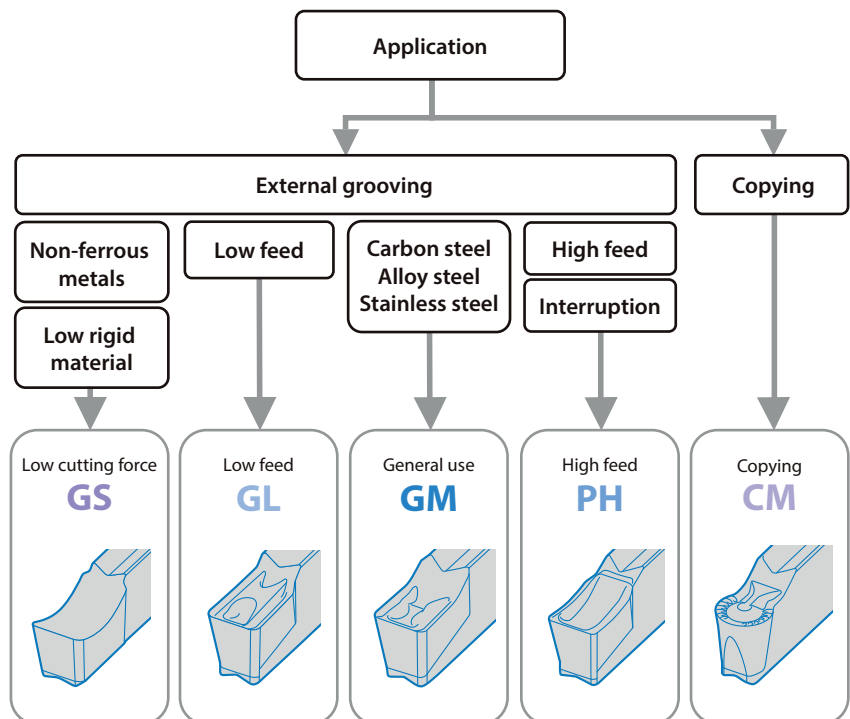 Application
External grooving
Copying
Non-ferrous
metals
Low rigid
material
Low feed
Carbon steel
Alloy steel
Stainless steel
High feed
Interruption
Low cutting force
GS
Low feed
GL
General use
GM
High feed
PH
Copying
CM